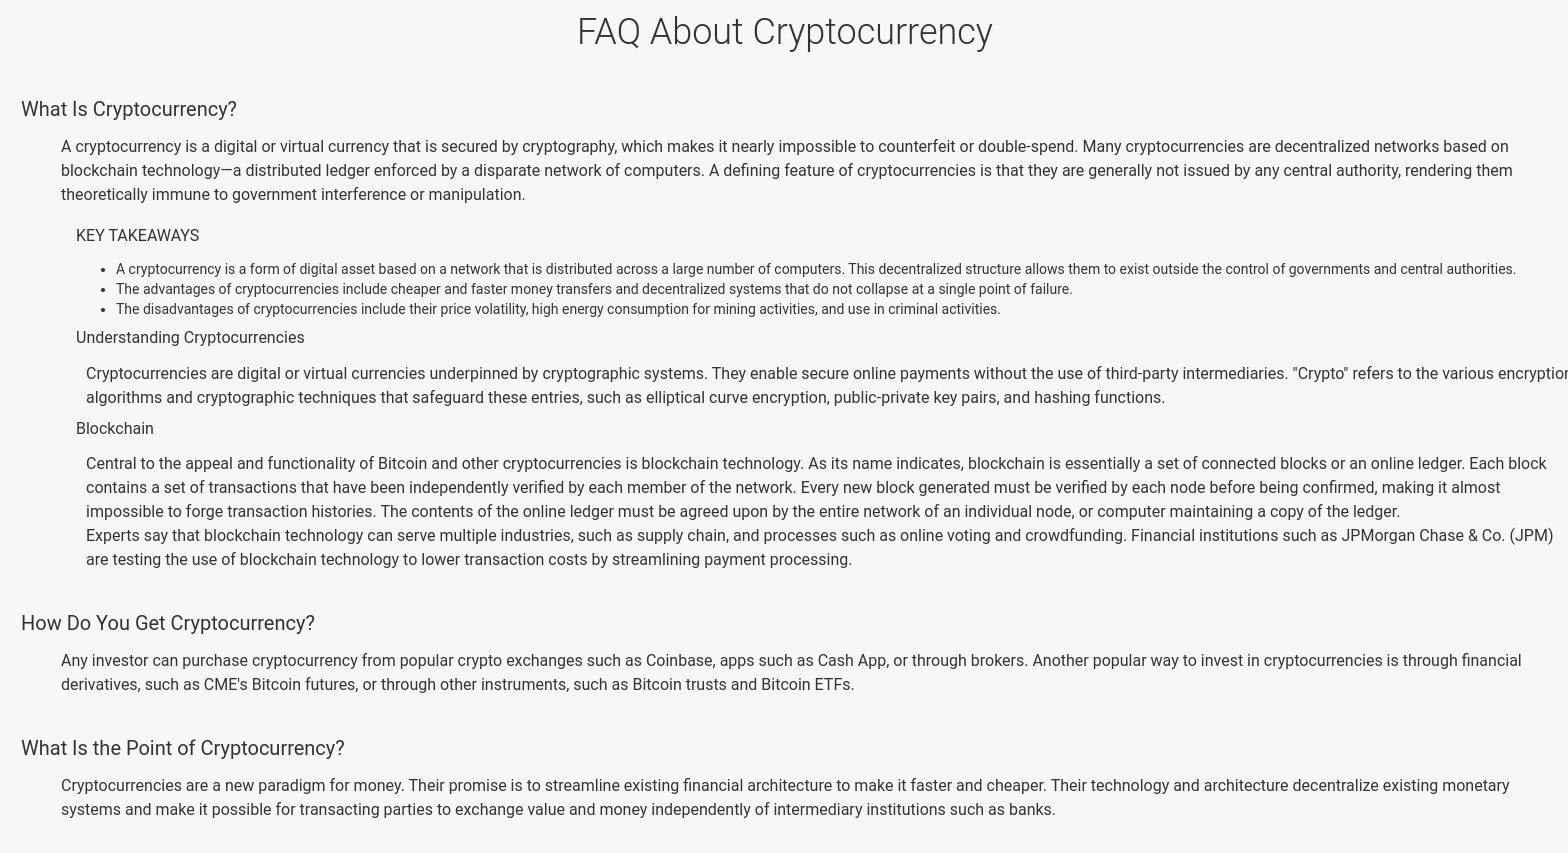 FAQ About Cryptocurrency
What Is Cryptocurrency?
A cryptocurrency is a digital or virtual currency that is secured by cryptography, which makes it nearly impossible to counterfeit or double-spend. Many cryptocurrencies are decentralized networks based on
blockchain technology—a distributed ledger enforced by a disparate network of computers. A defining feature of cryptocurrencies is that they are generally not issued by any central authority, rendering them
theoretically immune to government interference or manipulation.
KEY TAKEAWAYS
• A cryptocurrency is a form of digital asset based on a network that is distributed across a large number of computers. This decentralized structure allows them to exist outside the control of governments and central authorities.
• The advantages of cryptocurrencies include cheaper and faster money transfers and decentralized systems that do not collapse at a single point of failure.
• The disadvantages of cryptocurrencies include their price volatility, high energy consumption for mining activities, and use in criminal activities.
Understanding Cryptocurrencies
Cryptocurrencies are digital or virtual currencies underpinned by cryptographic systems. They enable secure online payments without the use of third-party intermediaries. "Crypto" refers to the various encryption
algorithms and cryptographic techniques that safeguard these entries, such as elliptical curve encryption, public-private key pairs, and hashing functions.
Blockchain
Central to the appeal and functionality of Bitcoin and other cryptocurrencies is blockchain technology. As its name indicates, blockchain is essentially a set of connected blocks or an online ledger. Each block
contains a set of transactions that have been independently verified by each member of the network. Every new block generated must be verified by each node before being confirmed, making it almost
impossible to forge transaction histories. The contents of the online ledger must be agreed upon by the entire network of an individual node, or computer maintaining a copy of the ledger.
Experts say that blockchain technology can serve multiple industries, such as supply chain, and processes such as online voting and crowdfunding. Financial institutions such as JPMorgan Chase & Co. (JPM)
are testing the use of blockchain technology to lower transaction costs by streamlining payment processing.
How Do You Get Cryptocurrency?
Any investor can purchase cryptocurrency from popular crypto exchanges such as Coinbase, apps such as Cash App, or through brokers. Another popular way to invest in cryptocurrencies is through financial
derivatives, such as CME's Bitcoin futures, or through other instruments, such as Bitcoin trusts and Bitcoin ETFs.
What Is the Point of Cryptocurrency?
Cryptocurrencies are a new paradigm for money. Their promise is to streamline existing financial architecture to make it faster and cheaper. Their technology and architecture decentralize existing monetary
systems and make it possible for transacting parties to exchange value and money independently of intermediary institutions such as banks.